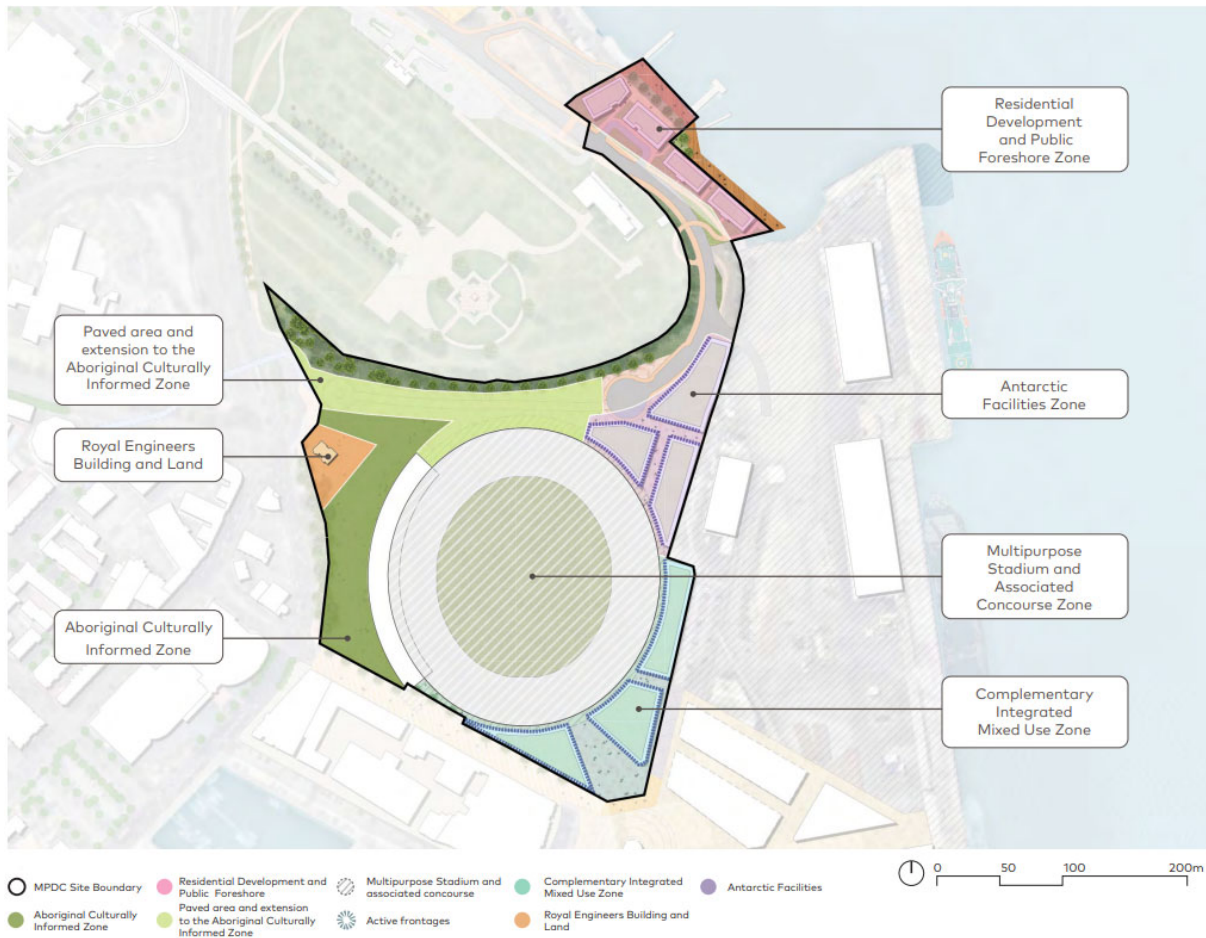 Residential
Development
and Public
Foreshore Zone
Paved area and
extension to the
Aboriginal Culturally
Informed Zone
Antarctic
Facilities Zone
Royal Engineers
Building and Land
Multipurpose
Stadium and
Associated
Concourse Zone
Aboriginal Culturally
Informed Zone
Complementary
Integrated
Mixed Use Zone
0 50 100 200m
MPDC Site Boundary
Residential Development and
Public Foreshore
Multipurpose Stadium and
associated concourse
Complementary Integrated
Mixed Use Zone
Antarctic Facilities
Aboriginal Culturally
Informed Zone
Paved area and extension
to the Aboriginal Culturally
Informed Zone
Active frontages
Royal Engineers Building and
Land